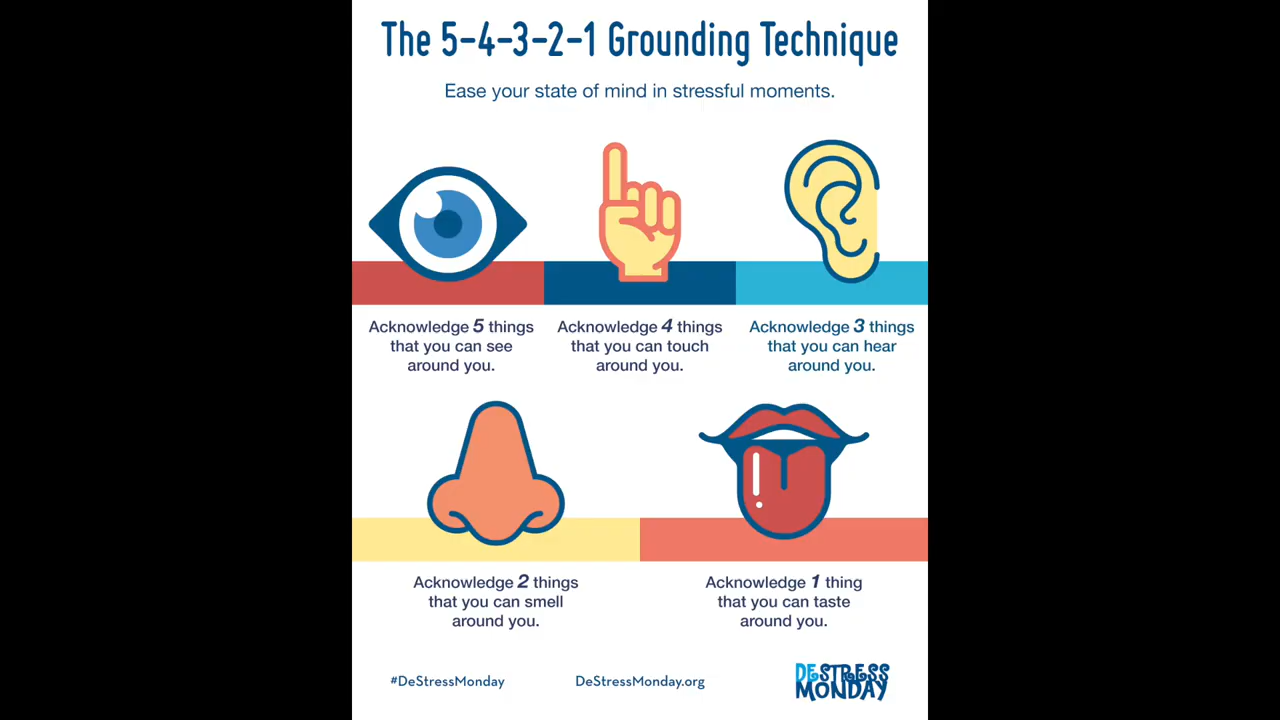 The 5-4-3-2-1 Grounding Technique
Ease your state of mind in stressful moments.
Acknowledge 5 things
that you can see
around you.
Acknowledge 4 things
that you can touch
around you.
Acknowledge 3 things
that you can hear
around you.
Acknowledge 2 things
that you can smell
around you.
Acknowledge 1 thing
that you can taste
around you.
#DeStressMonday
DeStressMonday.org
DESTRESS
MONDAY